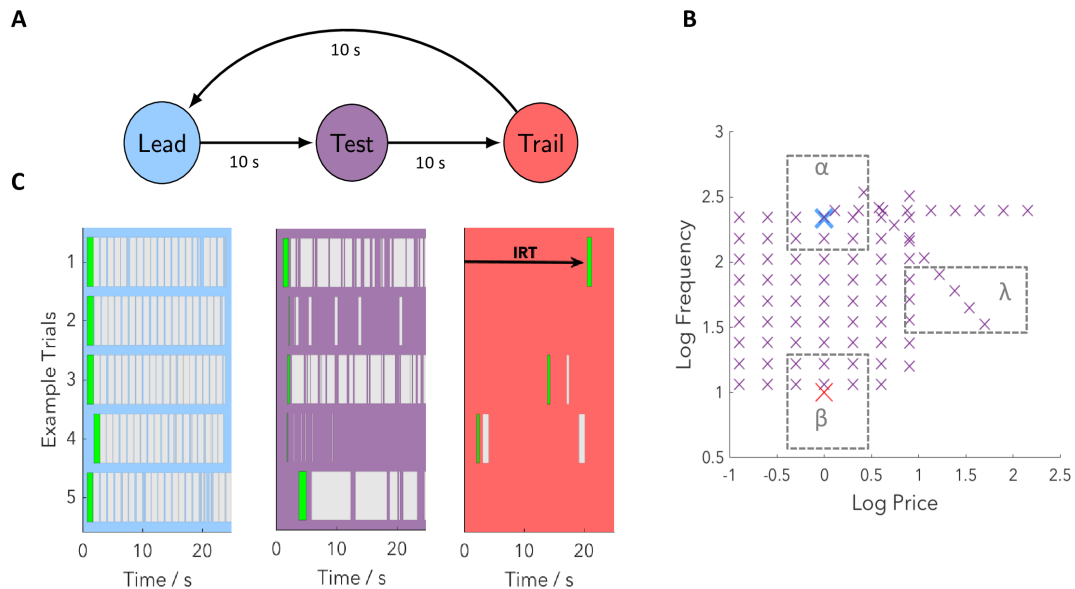 A
B
10 s
Lead
Test
Trail
10 s
10 s
C
Example Trials
1
2
3
4
5
0
10
20
Time / s
0
10
20
Time / s
IRT
0
10
20
Time / s
Log Frequency
3
2.5
2
1.5
1
0.5
α
λ
β
-1
-0.5
0
0.5
1
1.5
2
2.5
Log Price